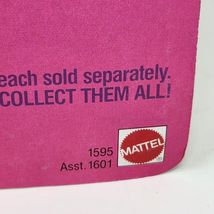 each sold separately.
COLLECT THEM ALL!
1595
Asst. 1601
MATTEL